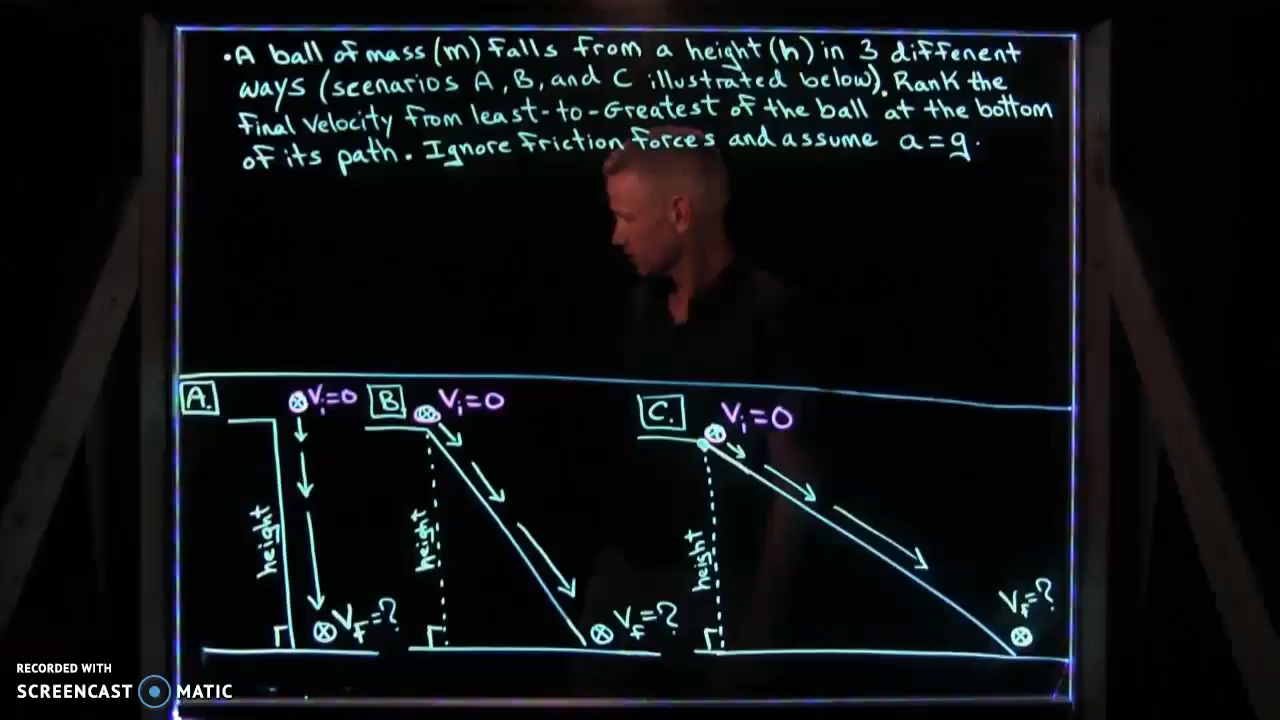 •A ball of mass (m) falls from a height (h) in 3 different
ways (scenarios A, B, and C illustrated below). Rank the
final velocity from least-to-Greatest of the ball at the bottom
of its path. Ignore friction forces and assume a=g.
A.
Vi=0
B
Vi=0
C.
Vi=0
height
height
height
Vf=?
Vf=?
Vf=?
RECORDED WITH
SCREENCAST MATIC